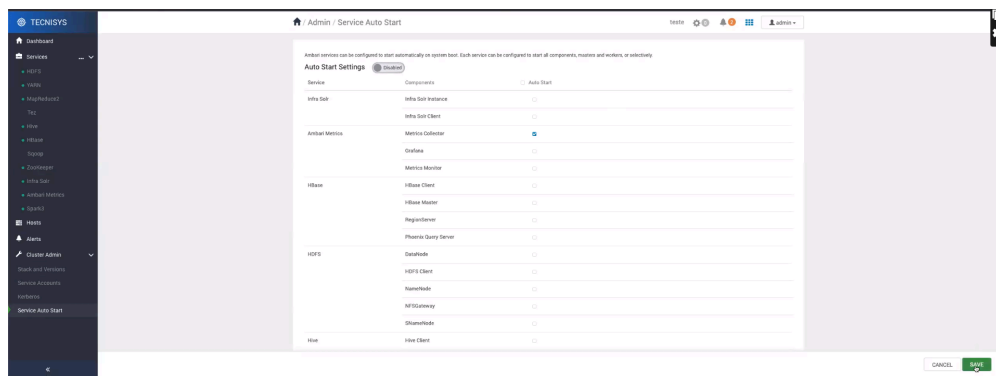 TECNISYS
Dashboard
Services
...
HDFS
YARN
MapReduce2
Tez
Hive
HBase
Sqoop
ZooKeeper
Infra Solr
Ambari Metrics
Spark3
Hosts
Alerts
Cluster Admin
Stack and Versions
Service Accounts
Kerberos
Service Auto Start
«
/ Admin / Service Auto Start
teste
admin
Ambari services can be configured to start automatically on system boot. Each service can be configured to start all components, masters and workers, or selectively.
Auto Start Settings Disabled
Service Components Auto Start
Infra Solr Infra Solr Instance
Infra Solr Client
Ambari Metrics Metrics Collector
Grafana
Metrics Monitor
HBase HBase Client
HBase Master
RegionServer
Phoenix Query Server
HDFS DataNode
HDFS Client
NameNode
NFSGateway
SNameNode
Hive Hive Client
CANCEL SAVE